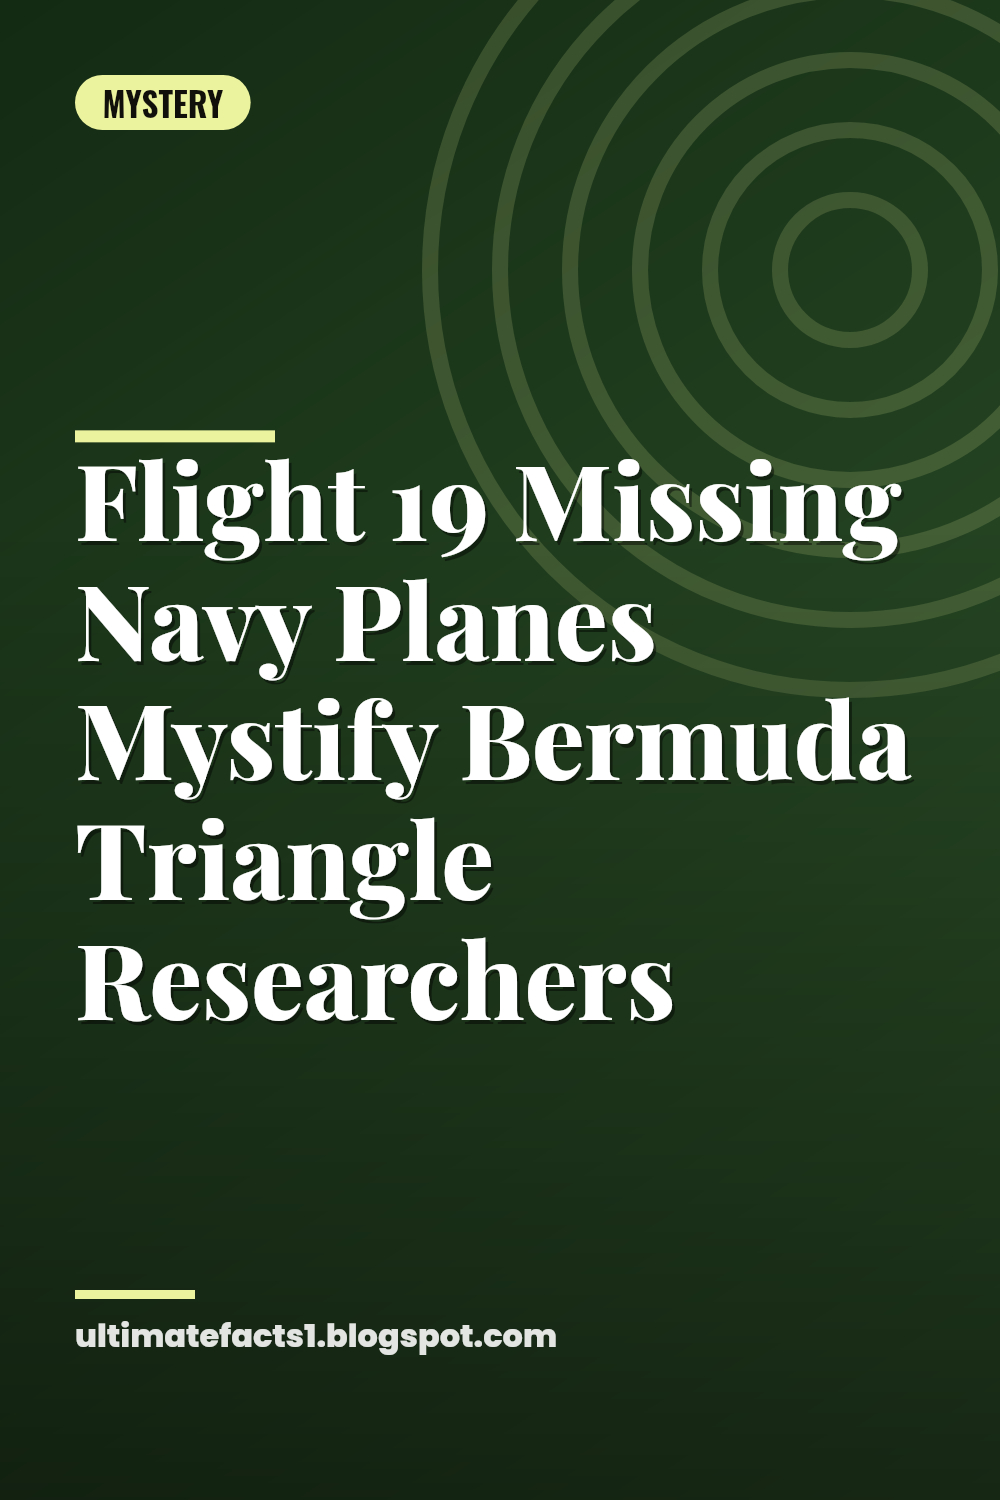 MYSTERY
Flight 19 Missing
Navy Planes
Mystify Bermuda
Triangle
Researchers
ultimatefacts1.blogspot.com